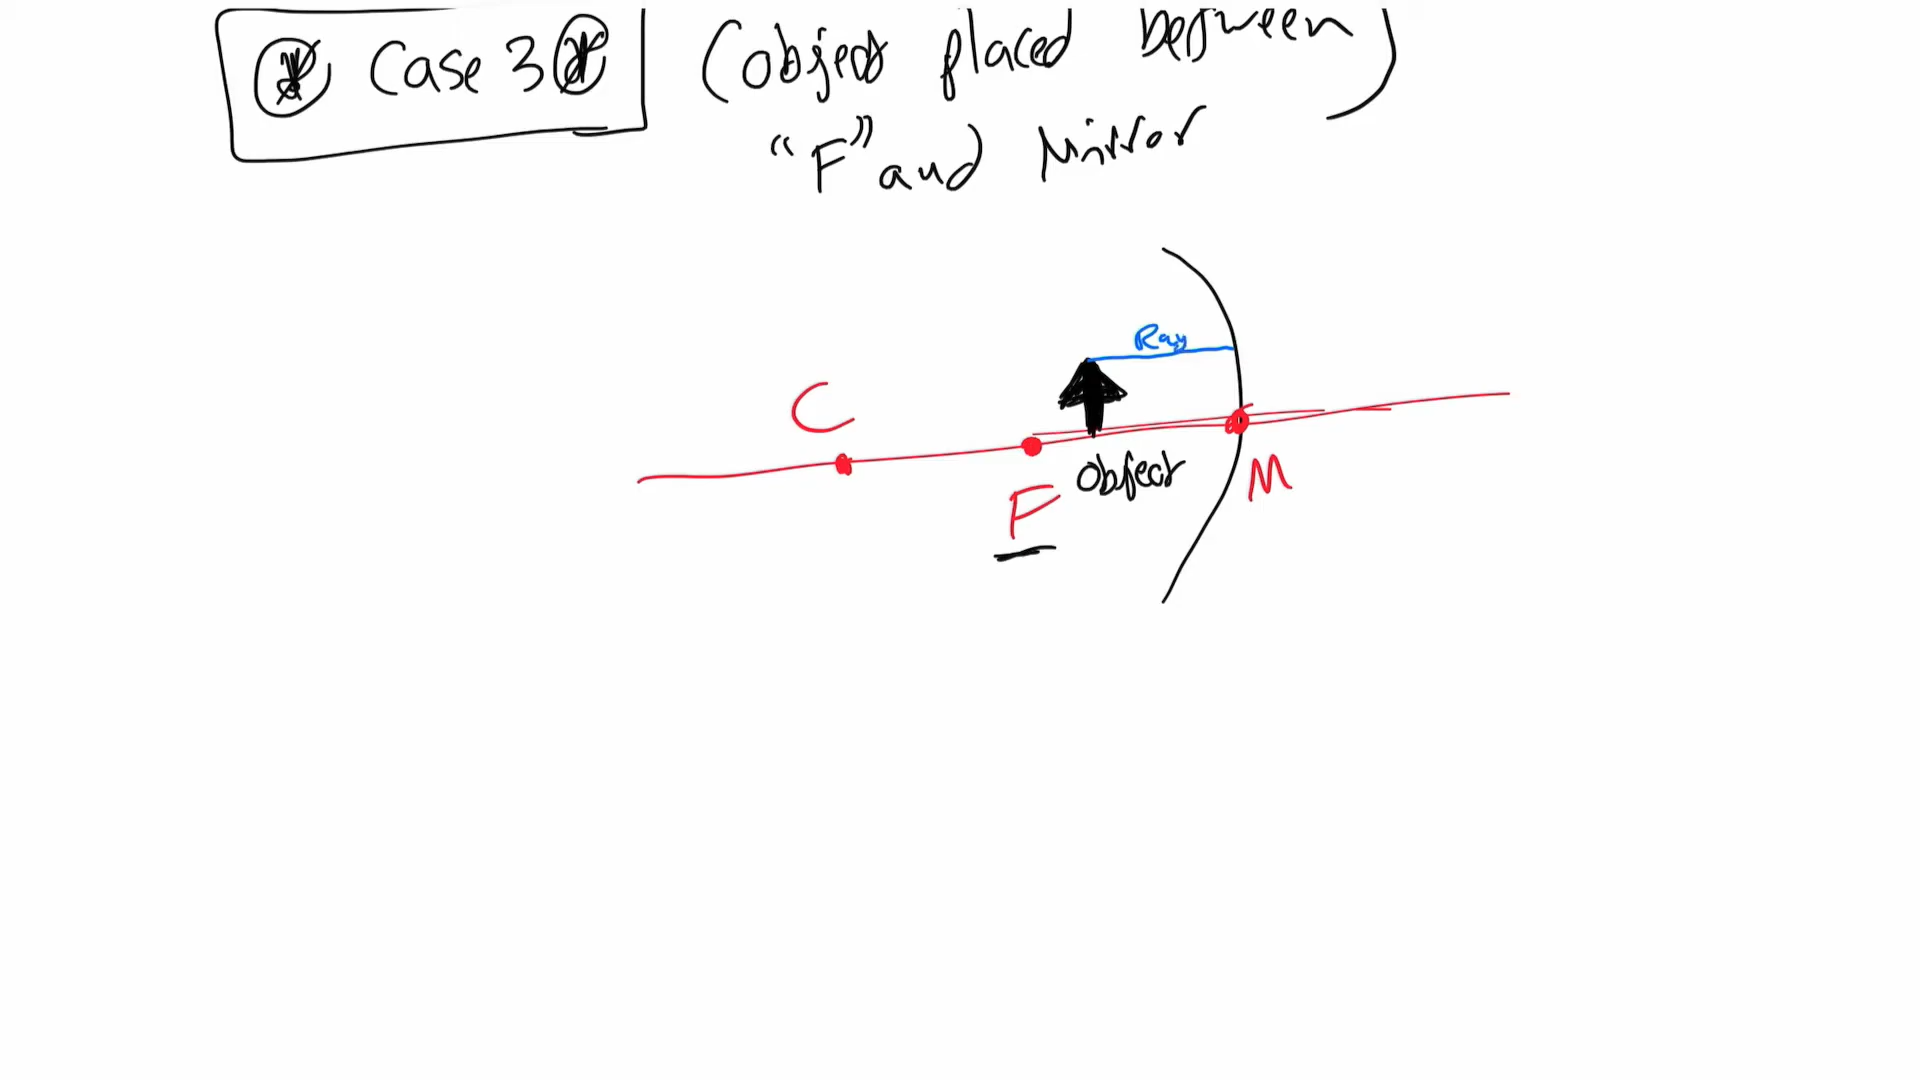 Case 3 (object placed between)
"F" and Mirror
Ray
C
F
Object
M